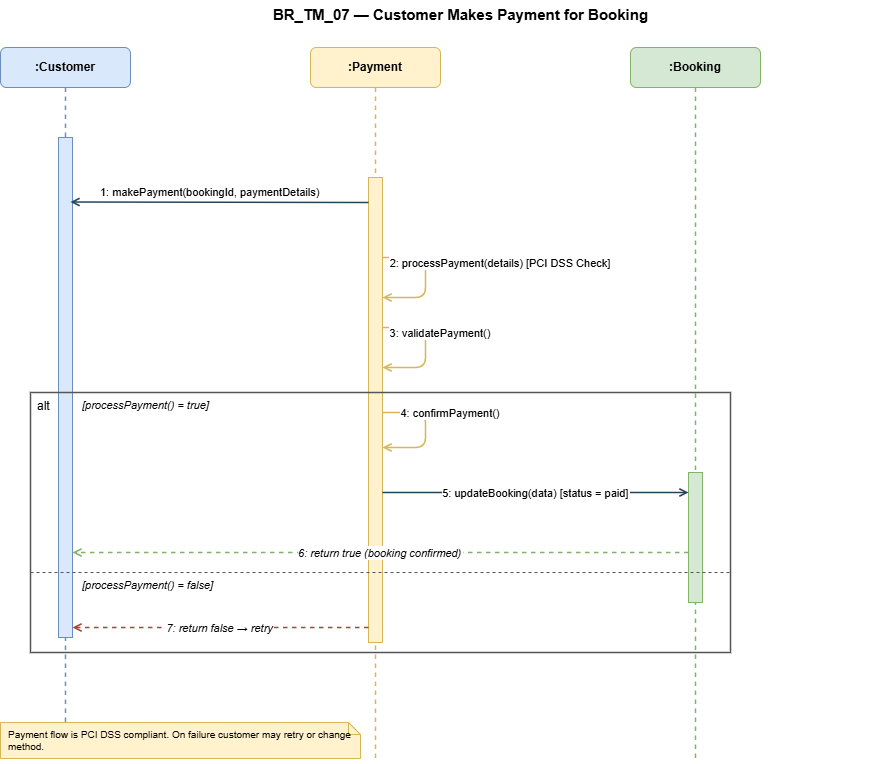 BR_TM_07 — Customer Makes Payment for Booking
:Customer
:Payment
:Booking
1: makePayment(bookingId, paymentDetails)
2: processPayment(details) [PCI DSS Check]
3: validatePayment()
alt
[processPayment() = true]
4: confirmPayment()
5: updateBooking(data) [status = paid]
6: return true (booking confirmed)
[processPayment() = false]
7: return false → retry
Payment flow is PCI DSS compliant. On failure customer may retry or change
method.